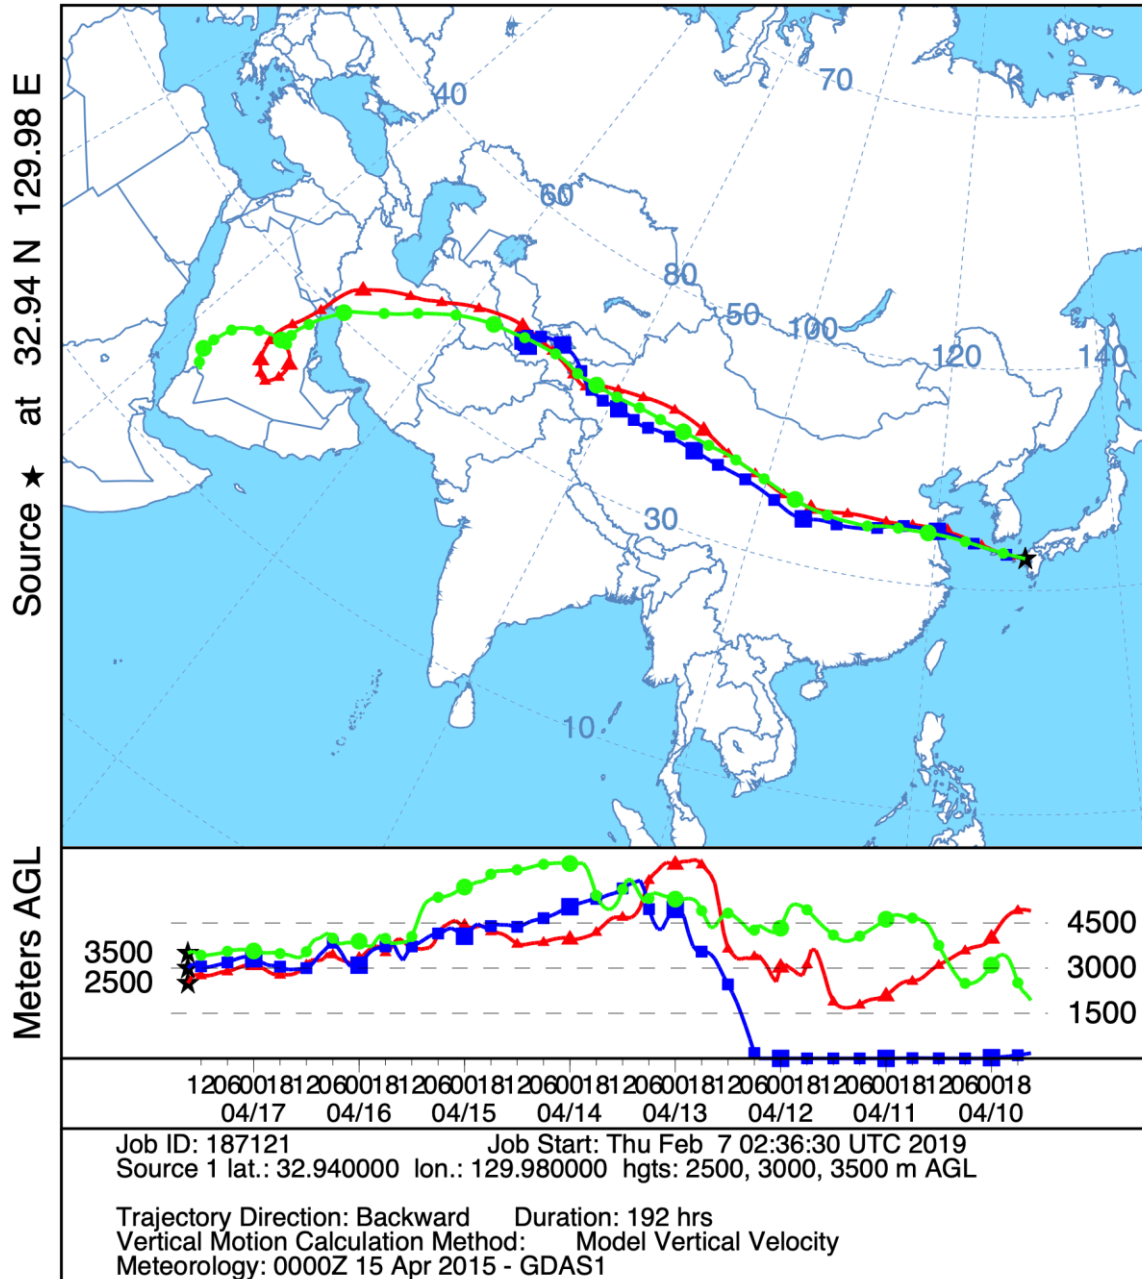 Source ★ at 32.94 N 129.98 E
40
70
60
80
50
100
120
140
30
10
Meters AGL
3500
3000
2500
4500
3000
1500
1206001812060018120600181206001812060018120600181206001812060018
04/17 04/16 04/15 04/14 04/13 04/12 04/11 04/10
Job ID: 187121 Job Start: Thu Feb 7 02:36:30 UTC 2019
Source 1 lat.: 32.940000 lon.: 129.980000 hgts: 2500, 3000, 3500 m AGL
Trajectory Direction: Backward Duration: 192 hrs
Vertical Motion Calculation Method: Model Vertical Velocity
Meteorology: 0000Z 15 Apr 2015 - GDAS1